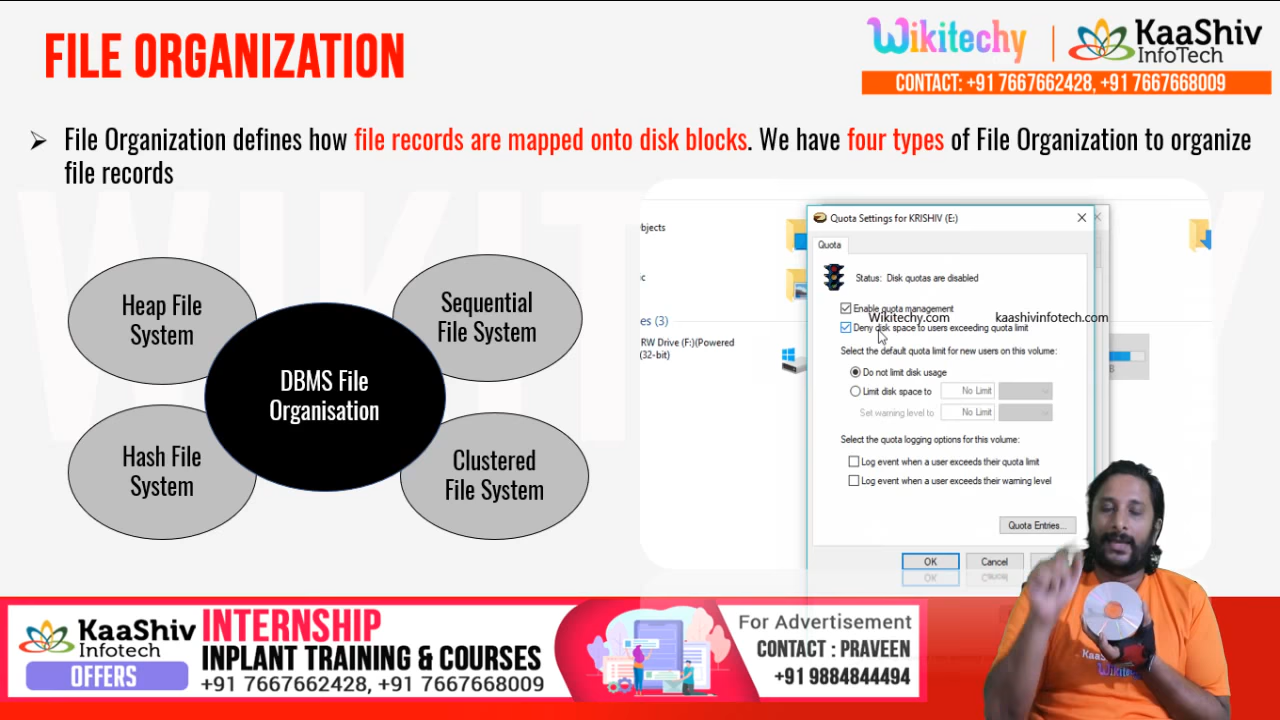 FILE ORGANIZATION
Wikitechy
KaaShiv
InfoTech
CONTACT: +91 7667662428, +91 7667668009
➢ File Organization defines how file records are mapped onto disk blocks. We have four types of File Organization to organize
file records
Heap File
System
Sequential
File System
DBMS File
Organisation
Hash File
System
Clustered
File System
bjects
es (3)
RW Drive (F:)(Powered
(32-bit)
Quota Settings for KRISHIV (E:)
Quota
Status: Disk quotas are disabled
Enable quota management
Wikitechy.com
kaashivinfotech.com
Deny disk space to users exceeding quota limit
Select the default quota limit for new users on this volume:
Do not limit disk usage
Limit disk space to No Limit
Set warning level to No Limit
Select the quota logging options for this volume:
Log event when a user exceeds their quota limit
Log event when a user exceeds their warning level
Quota Entries...
OK Cancel
KaaShiv
Infotech
OFFERS
INTERNSHIP
INPLANT TRAINING & COURSES
+91 7667662428, +91 7667668009
For Advertisement
CONTACT : PRAVEEN
+91 9884844494